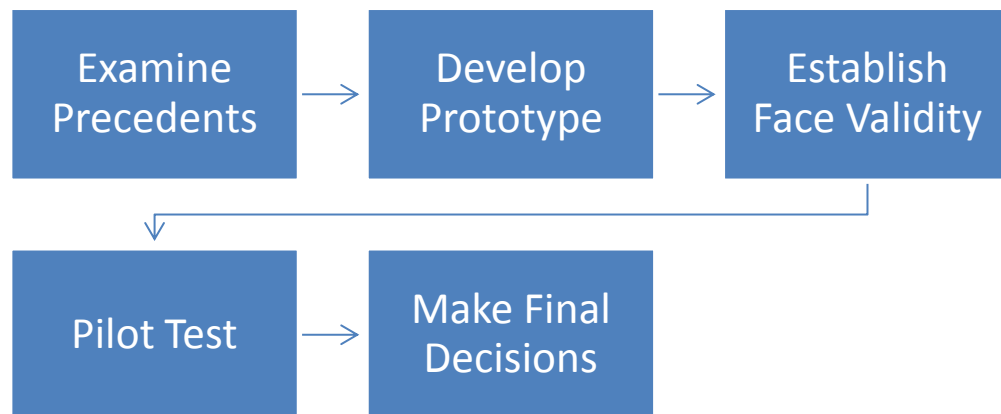 Examine
Precedents
Develop
Prototype
Establish
Face Validity
Pilot Test
Make Final
Decisions